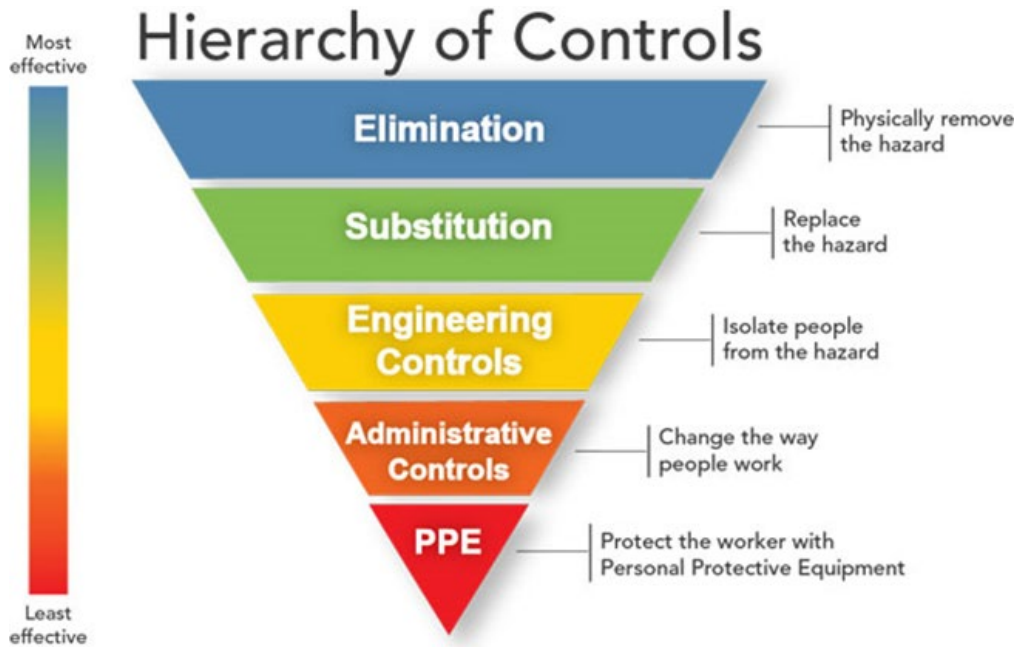 Hierarchy of Controls
Most
effective
Elimination
Physically remove
the hazard
Substitution
Replace
the hazard
Engineering
Controls
Isolate people
from the hazard
Administrative
Controls
Change the way
people work
PPE
Protect the worker with
Personal Protective Equipment
Least
effective